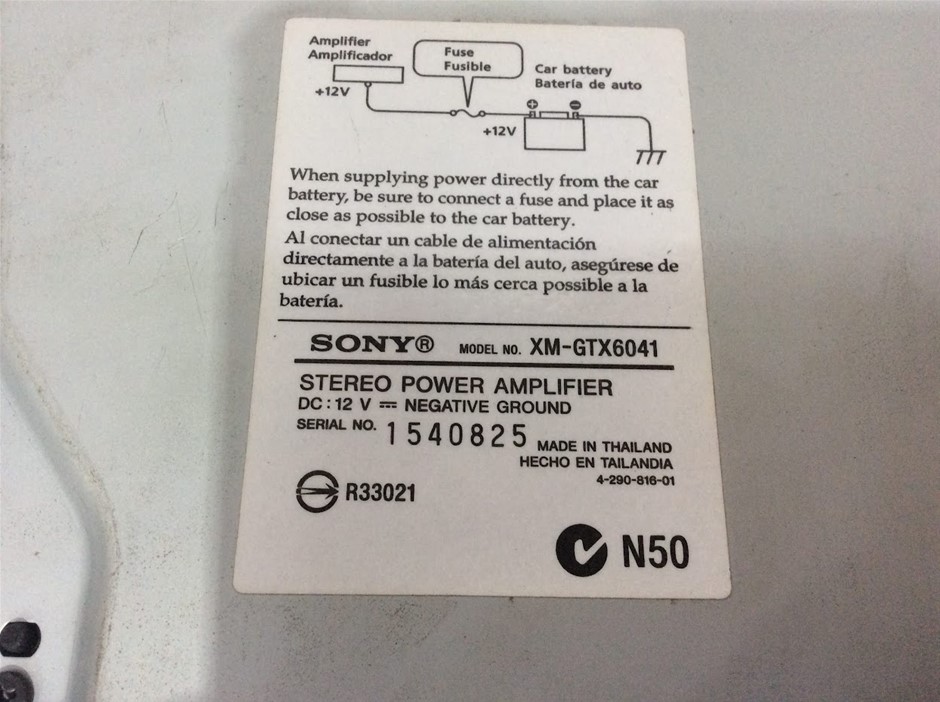 Amplifier
Amplificador
+12V
Fuse
Fusible
Car battery
Batería de auto
+12V
When supplying power directly from the car
battery, be sure to connect a fuse and place it as
close as possible to the car battery.
Al conectar un cable de alimentación
directamente a la batería del auto, asegúrese de
ubicar un fusible lo más cerca possible a la
batería.
SONY® MODEL NO. XM-GTX6041
STEREO POWER AMPLIFIER
DC : 12 V ⎓ NEGATIVE GROUND
SERIAL NO. 1540825
MADE IN THAILAND
HECHO EN TAILANDIA
4-290-816-01
R33021
N50